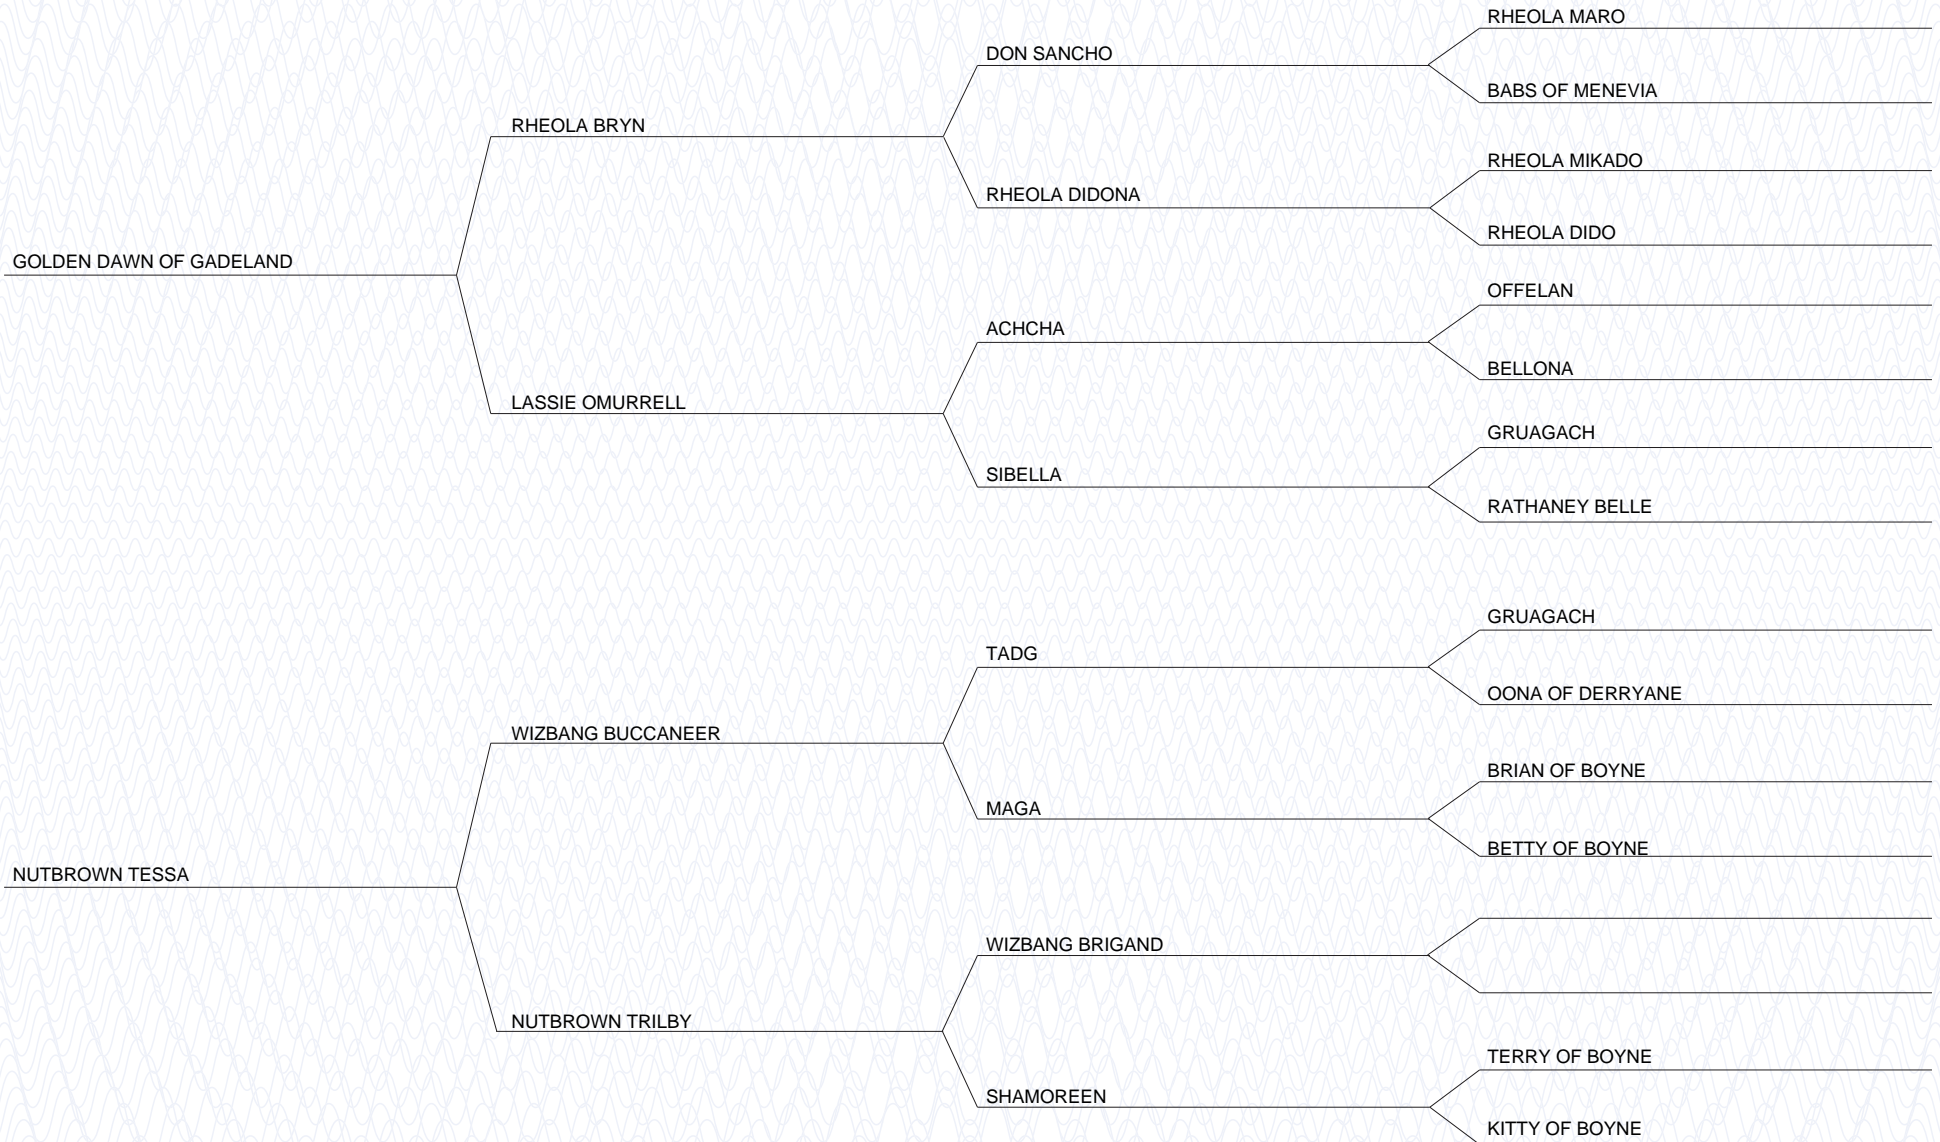 RHEOLA MARO
DON SANCHO
BABS OF MENEVIA
RHEOLA BRYN
RHEOLA MIKADO
RHEOLA DIDONA
RHEOLA DIDO
GOLDEN DAWN OF GADELAND
OFFELAN
ACHCHA
BELLONA
LASSIE OMURRELL
GRUAGACH
SIBELLA
RATHANEY BELLE
GRUAGACH
TADG
OONA OF DERRYANE
WIZBANG BUCCANEER
BRIAN OF BOYNE
MAGA
BETTY OF BOYNE
NUTBROWN TESSA
WIZBANG BRIGAND
NUTBROWN TRILBY
TERRY OF BOYNE
SHAMOREEN
KITTY OF BOYNE